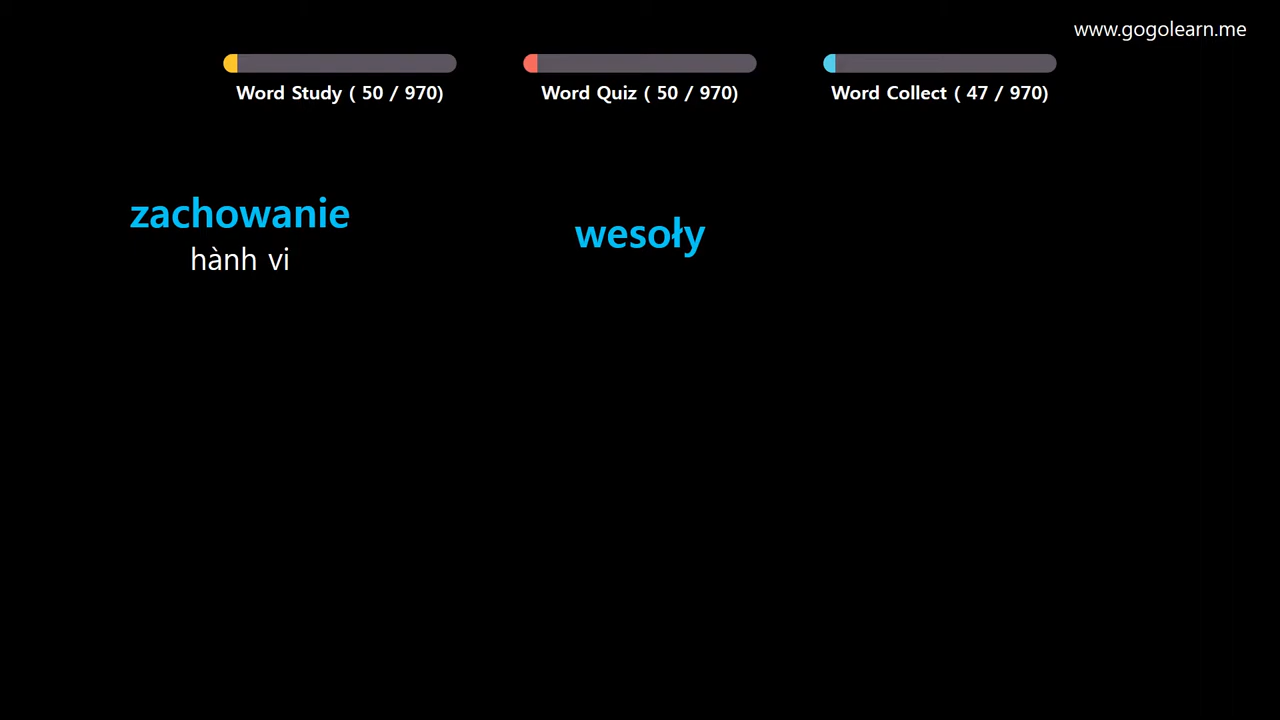 www.gogolearn.me
Word Study ( 50 / 970)
Word Quiz ( 50 / 970)
Word Collect ( 47 / 970)
zachowanie
hành vi
wesoły